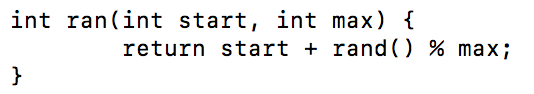 int ran(int start, int max) {
        return start + rand() % max;
}